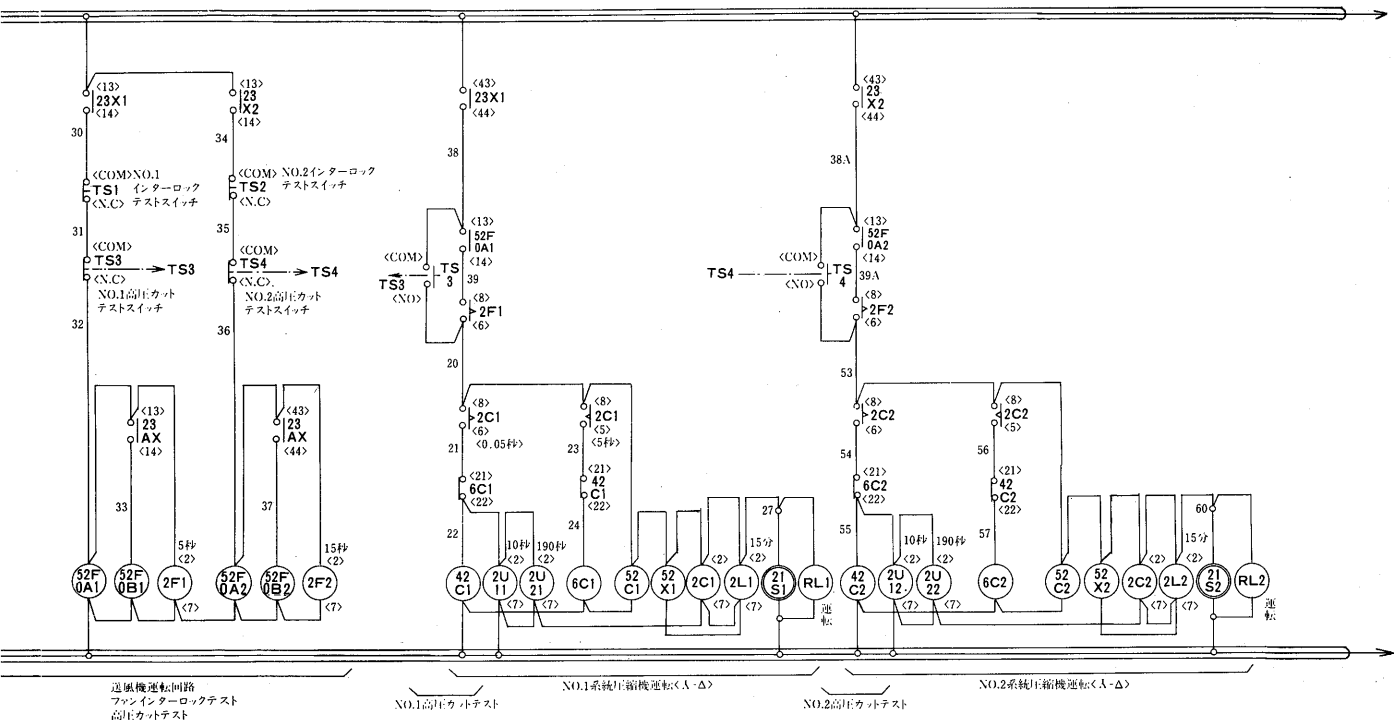 <13>
23X1
<14>
30
<COM>NO.1
TS1 インターロック
<N.C> テストスイッチ
31
<COM>
TS3
→TS3
<N.C>
NO.1高圧カット
テストスイッチ
32
<13>
23
X2
<14>
34
<COM> NO.2インターロック
TS2 テストスイッチ
<N.C>
35
<COM>
TS4
→TS4
<N.C>.
NO.2高圧カット
テストスイッチ
36
<13>
23
AX
<14>
33
<43>
23
AX
<44>
37
52F
0A1
52F
0B1
5秒
<2>
2F1
<7>
52F
0A2
52F
0B2
15秒
<2>
2F2
<7>
送風機運転回路
ファンインターロックテスト
高圧カットテスト
<43>
23X1
<44>
38
<13>
52F
0A1
<14>
<COM>
TS
3
TS3
<NO>
39
<8>
2F1
<6>
20
<8>
2C1
<6>
<0.05秒>
21
<21>
6C1
<22>
22
<8>
2C1
<5>
<5秒>
23
<21>
42
C1
<22>
24
42
C1
10秒
<2>
2U
11
<7>
190秒
<2>
2U
21
<7>
6C1
52
C1
52
X1
<2>
2C1
<7>
15分
<2>
2L1
<7>
27
21
S1
RL1
運転
NO.1高圧カットテスト
NO.1系統圧縮機運転<人-Δ>
<43>
23
X2
<44>
38A
<13>
52F
0A2
<14>
<COM>
TS
4
TS4
<NO>
39A
<8>
2F2
<6>
53
<8>
2C2
<6>
54
<21>
6C2
<22>
55
<8>
2C2
<5>
56
<21>
42
C2
<22>
57
42
C2
10秒
<2>
2U
12.
<7>
190秒
<2>
2U
22
<7>
6C2
52
C2
52
X2
<2>
2C2
<7>
15分
<2>
2L2
<7>
60
21
S2
RL2
運転
NO.2高圧カットテスト
NO.2系統圧縮機運転<人-Δ>